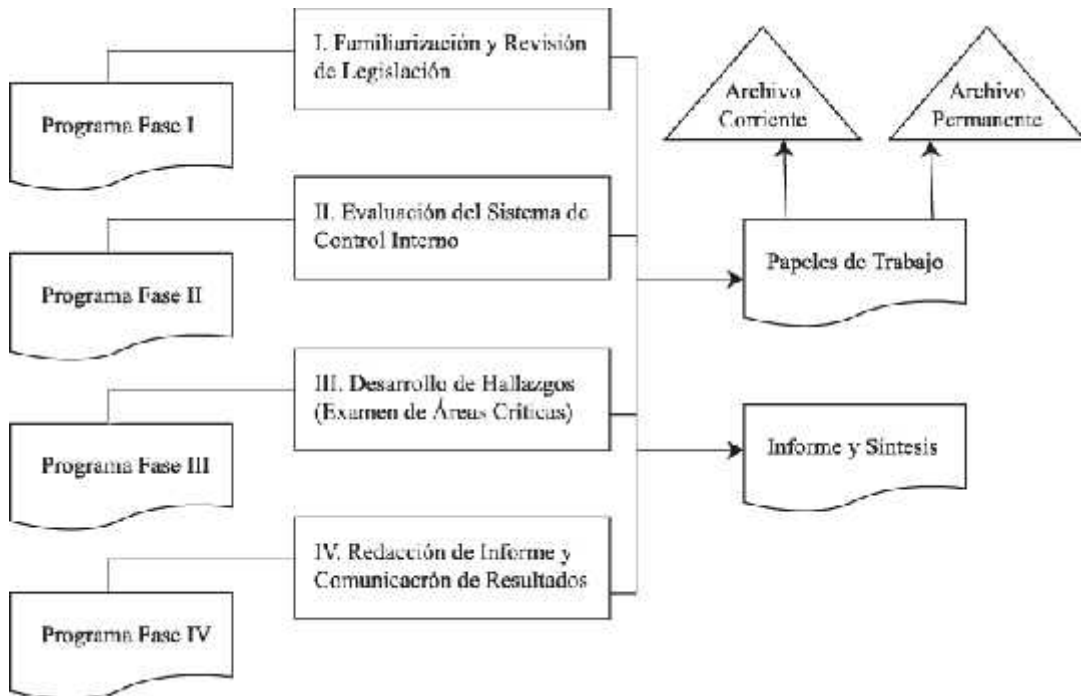 I. Familiarización y Revisión
de Legislación
Programa Fase I
Archivo
Corriente
Archivo
Permanente
II. Evaluación del Sistema de
Control Interno
Programa Fase II
Papeles de Trabajo
III. Desarrollo de Hallazgos
(Examen de Áreas Críticas)
Programa Fase III
Informe y Síntesis
IV. Redacción de Informe y
Comunicación de Resultados
Programa Fase IV